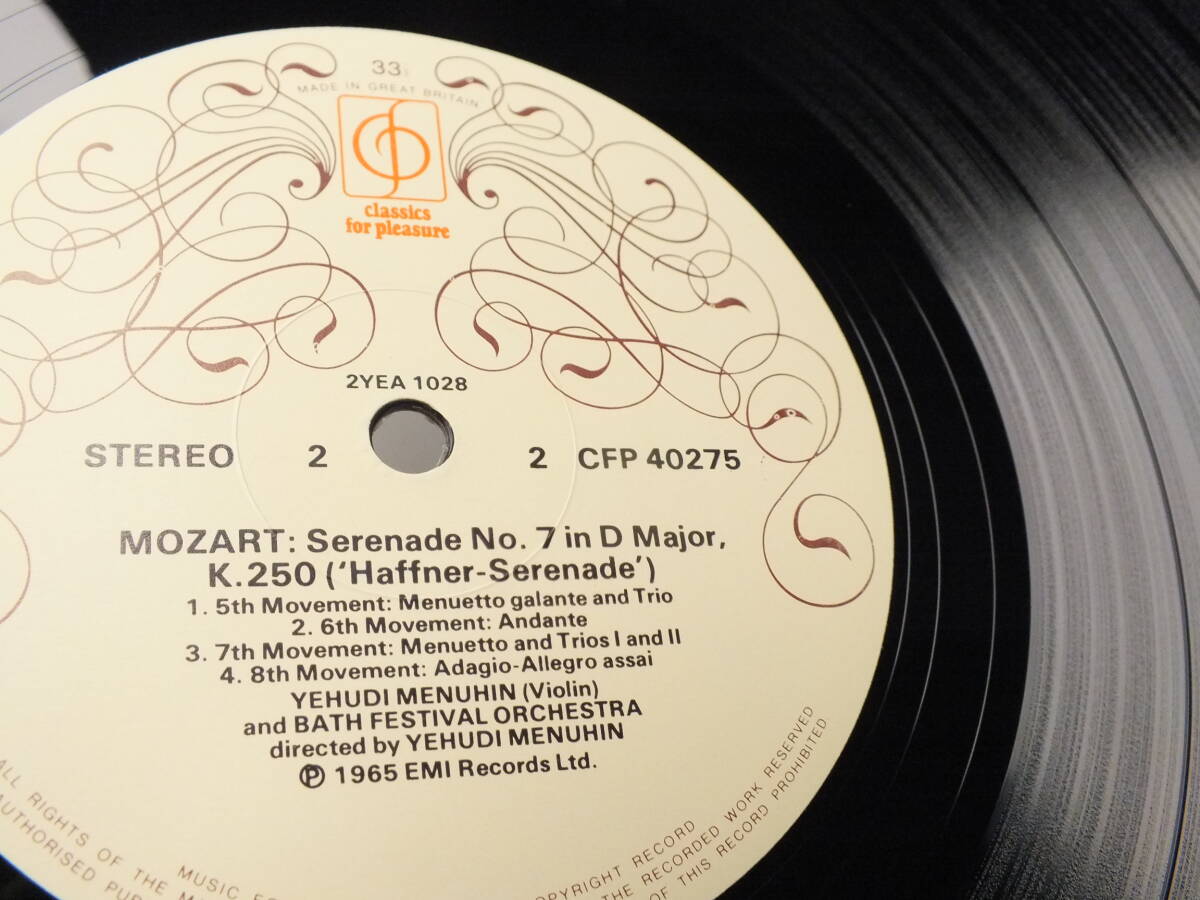 33
MADE IN GREAT BRITAIN
classics
for pleasure
2YEA 1028
STEREO 2 2 CFP 40275
MOZART: Serenade No. 7 in D Major,
K.250 (‘Haffner-Serenade’)
1. 5th Movement: Menuetto galante and Trio
2. 6th Movement: Andante
3. 7th Movement: Menuetto and Trios I and II
4. 8th Movement: Adagio-Allegro assai
YEHUDI MENUHIN (Violin)
and BATH FESTIVAL ORCHESTRA
directed by YEHUDI MENUHIN
℗ 1965 EMI Records Ltd.
ALL RIGHTS OF THE
MUSIC
COPYRIGHT RECORD
THE RECORDED WORK RESERVED
OF THIS RECORD PROHIBITED